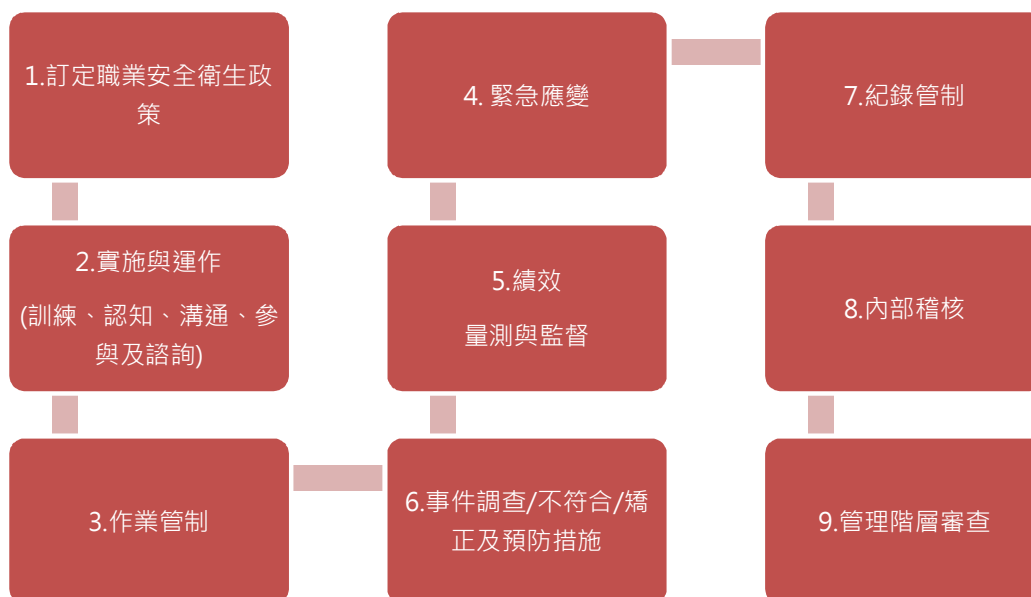 1.訂定職業安全衛生政
策
2.實施與運作
(訓練、認知、溝通、參
與及諮詢)
3.作業管制
4. 緊急應變
5.績效
量測與監督
6.事件調查/不符合/矯
正及預防措施
7.紀錄管制
8.內部稽核
9.管理階層審查